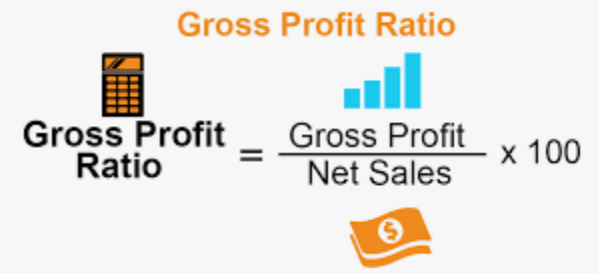 Gross Profit Ratio
Gross Profit
Ratio
=
Gross Profit
Net Sales
x 100
$